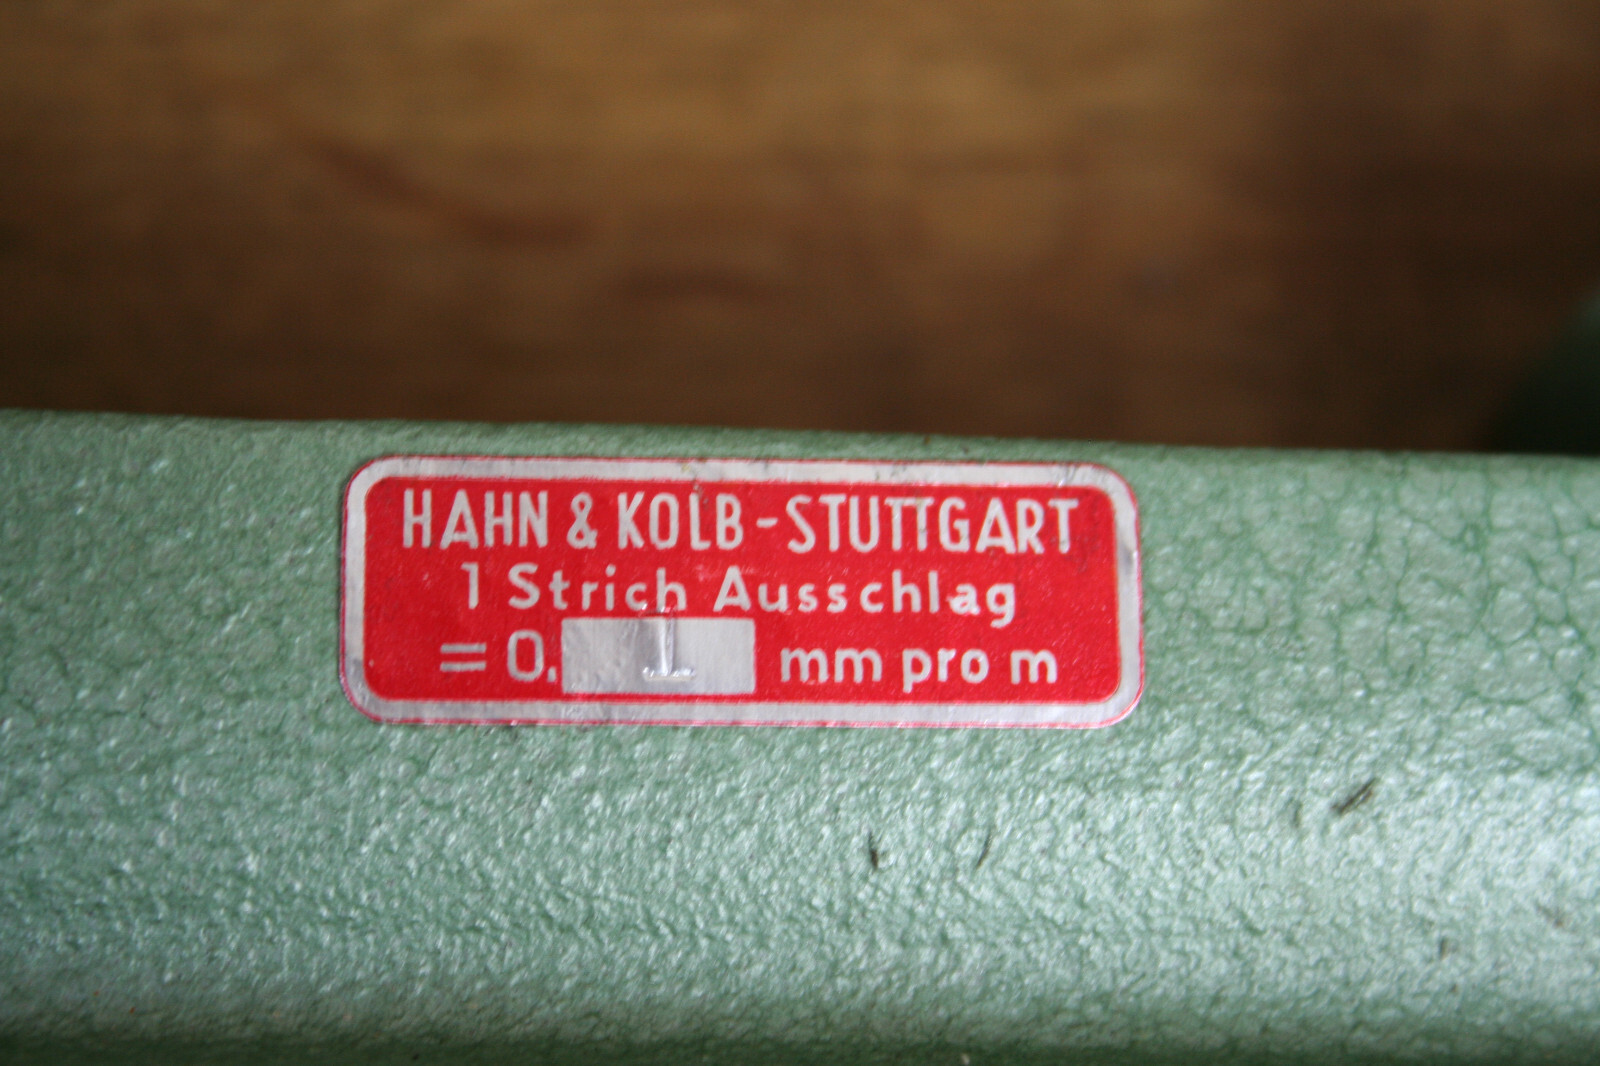 HAHN & KOLB-STUTTGART
1 Strich Ausschlag
= 0. 1 mm pro m